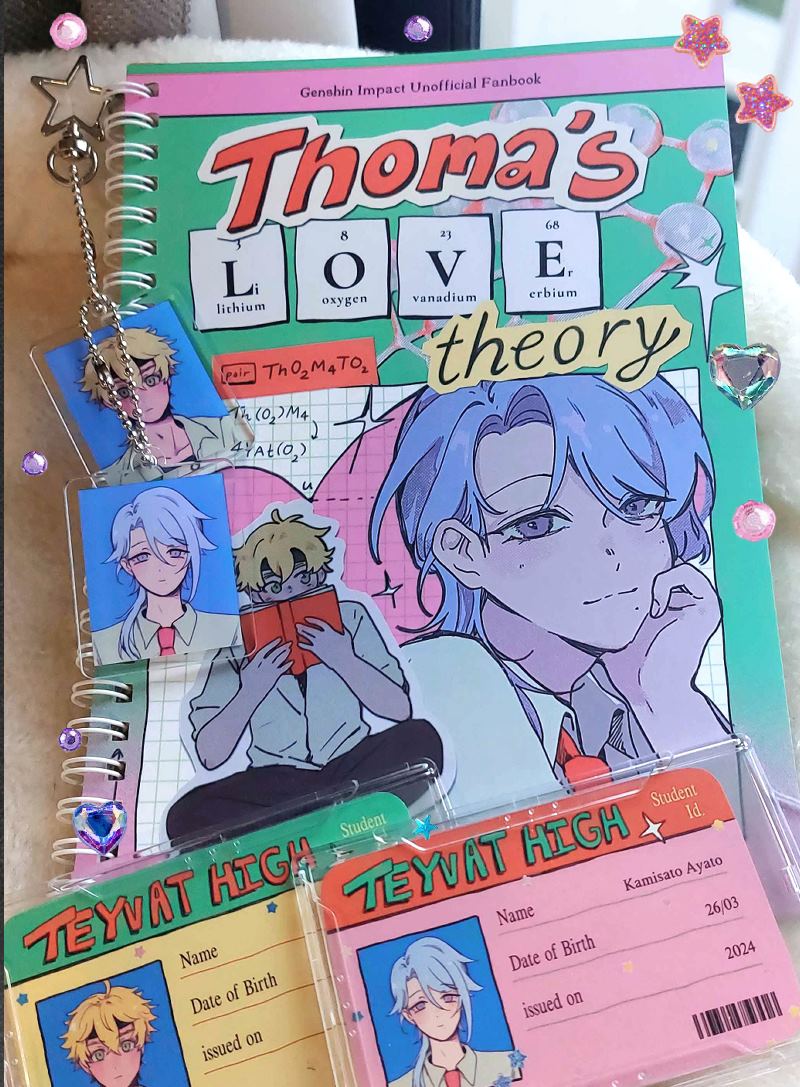 Genshin Impact Unofficial Fanbook
Thoma's
3 8 23 68
Li O V Er
lithium oxygen vanadium erbium
theory
pair ThO2M4TO2
Th(O2)M4
4YAt(O2)
u
TEYVAT HIGH
Student
Name
Date of Birth
issued on
TEYVAT HIGH
Student
Id.
Name Kamisato Ayato
Date of Birth 26/03
issued on 2024